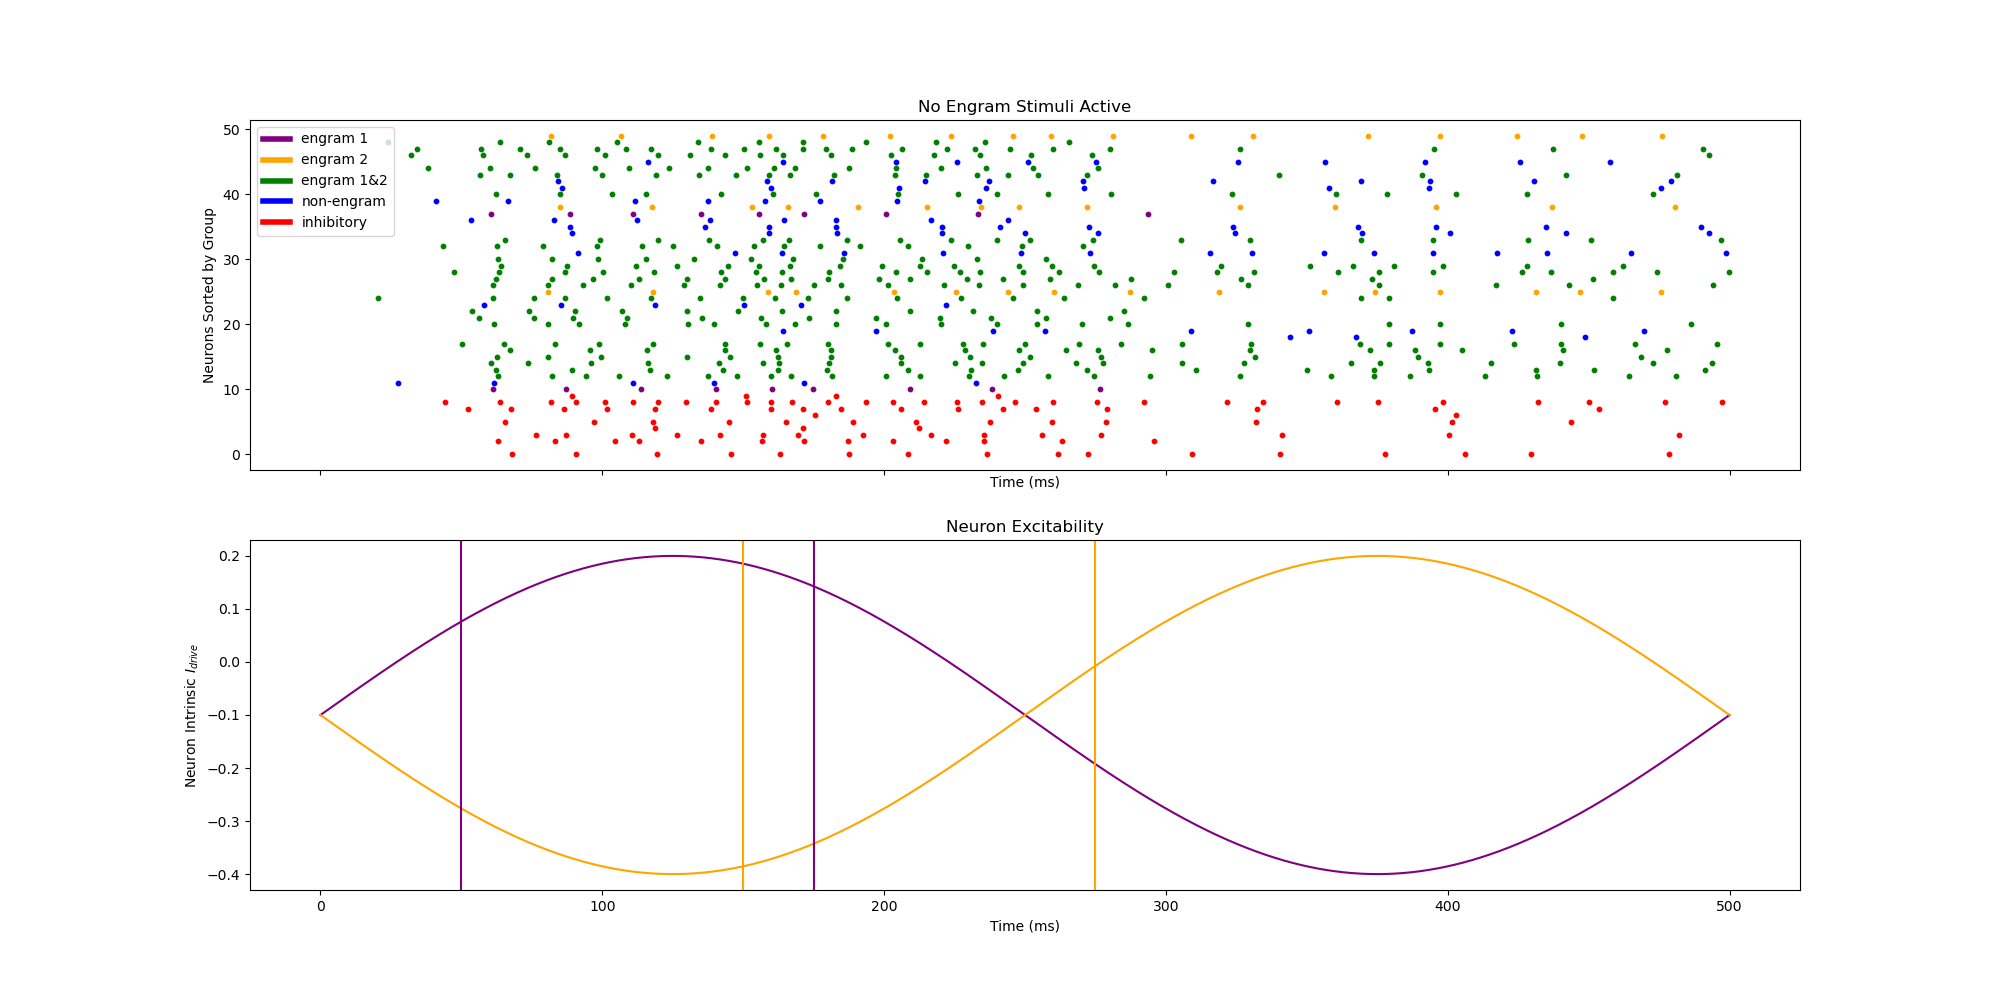 No Engram Stimuli Active
engram 1
engram 2
engram 1&2
non-engram
inhibitory
50
40
30
20
10
0
Neurons Sorted by Group
Time (ms)
Neuron Excitability
0.2
0.1
0.0
−0.1
−0.2
−0.3
−0.4
Neuron Intrinsic I_drive
0 100 200 300 400 500
Time (ms)